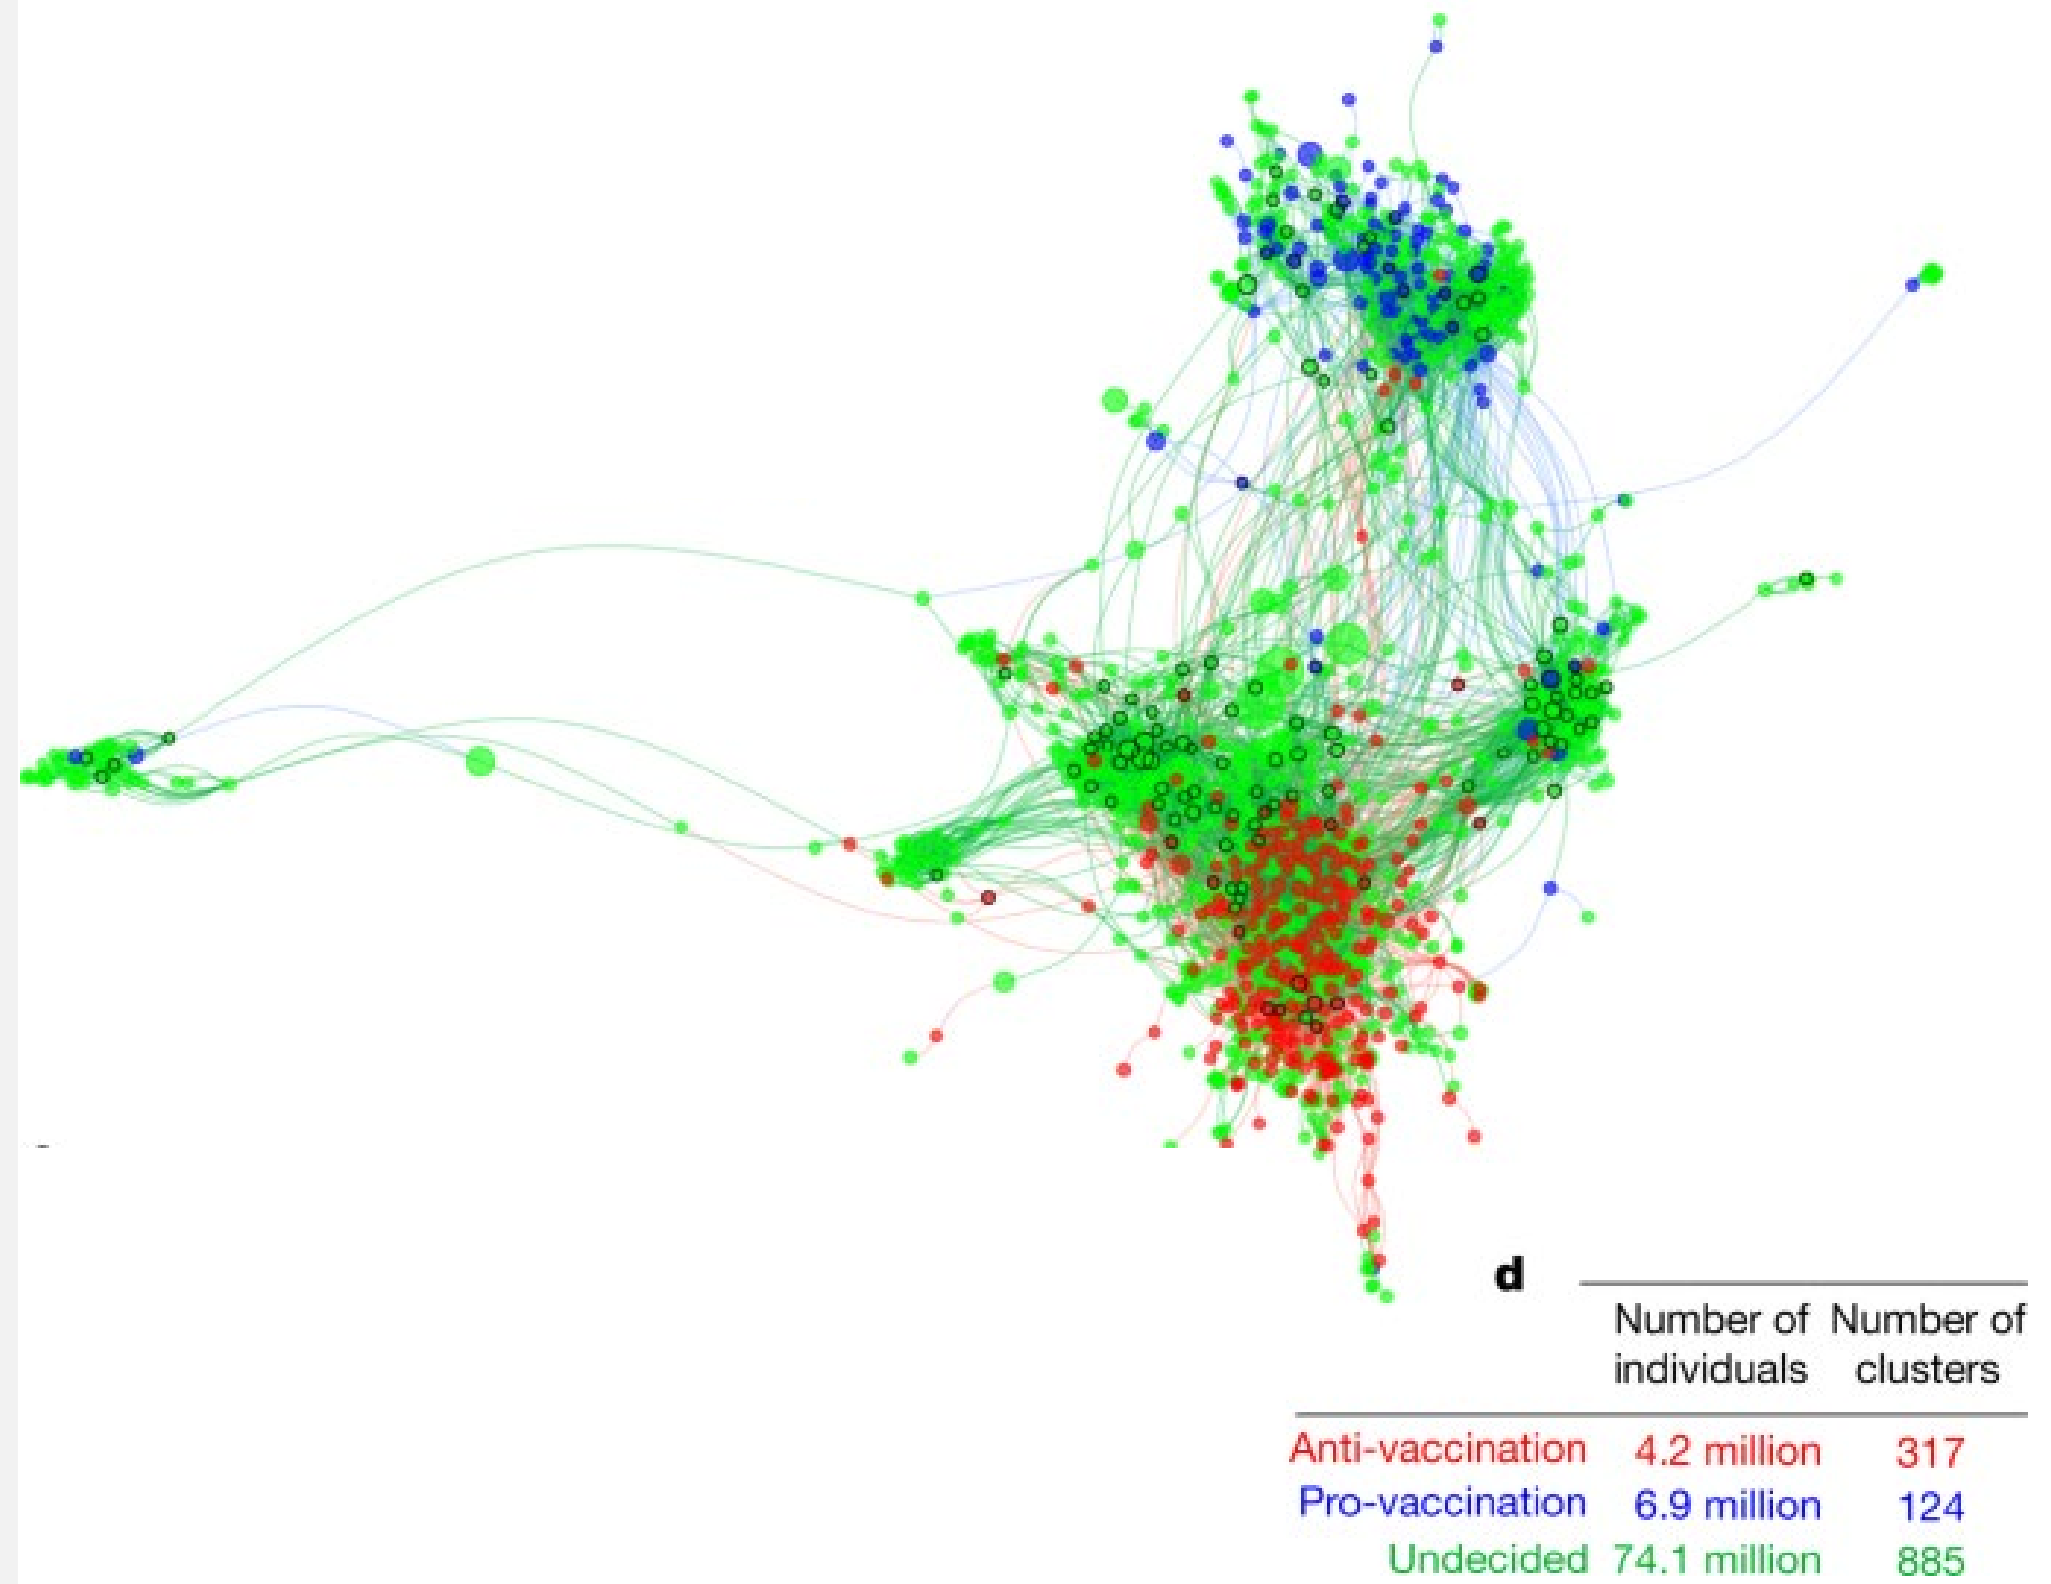 d
Number of Number of
individuals clusters
Anti-vaccination 4.2 million 317
Pro-vaccination 6.9 million 124
Undecided 74.1 million 885